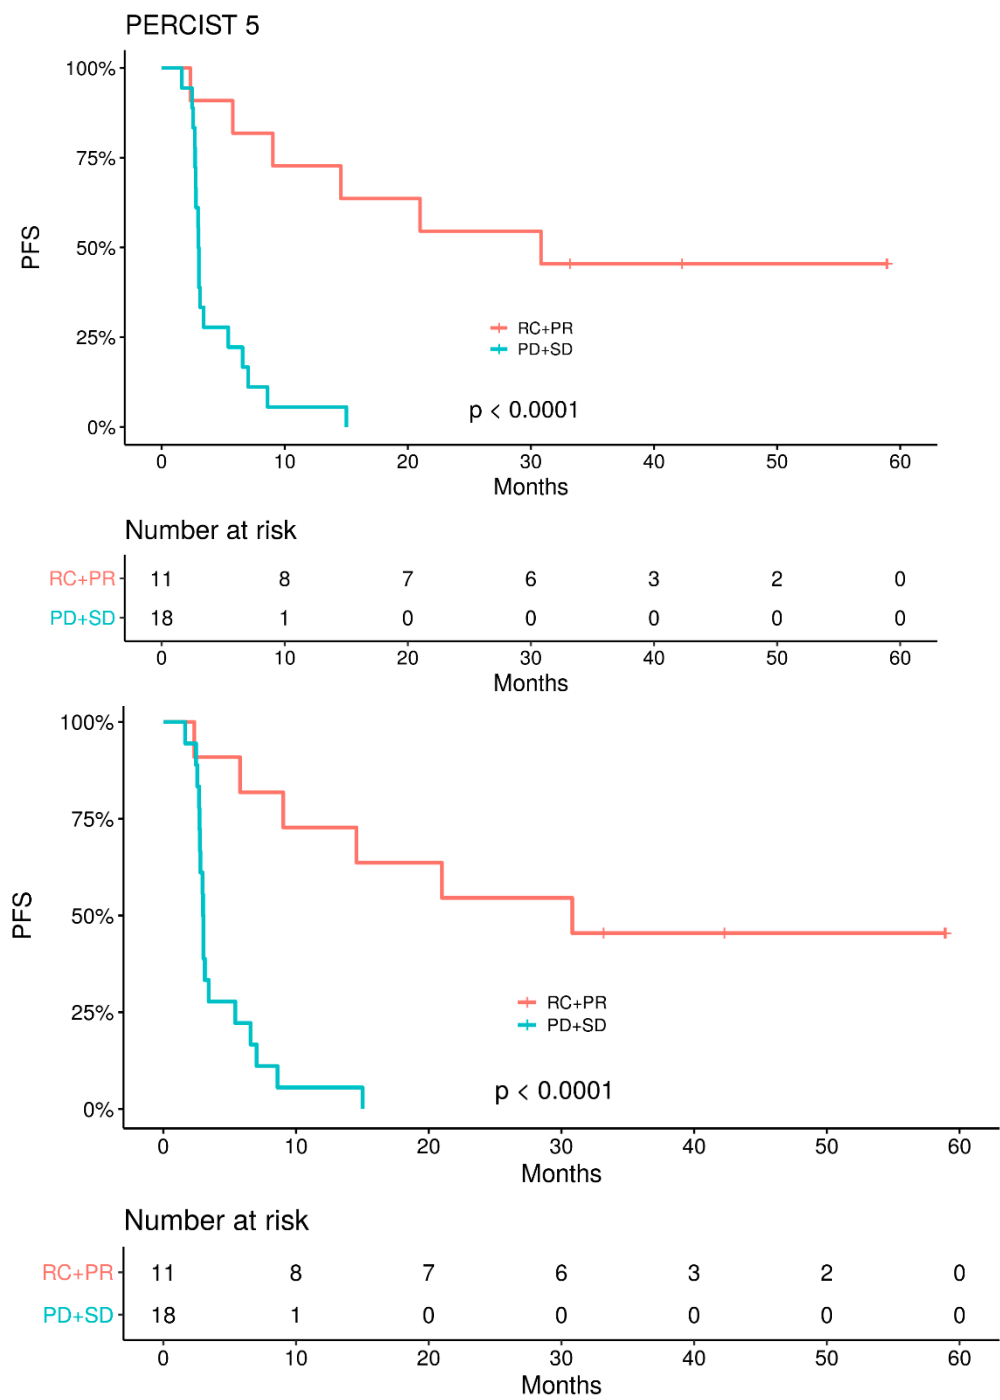 PERCIST 5
100%
75%
50%
25%
0%
PFS
RC+PR
PD+SD
p < 0.0001
0 10 20 30 40 50 60
Months
Number at risk
RC+PR 11 8 7 6 3 2 0
PD+SD 18 1 0 0 0 0 0
0 10 20 30 40 50 60
Months
100%
75%
50%
25%
0%
PFS
RC+PR
PD+SD
p < 0.0001
0 10 20 30 40 50 60
Months
Number at risk
RC+PR 11 8 7 6 3 2 0
PD+SD 18 1 0 0 0 0 0
0 10 20 30 40 50 60
Months